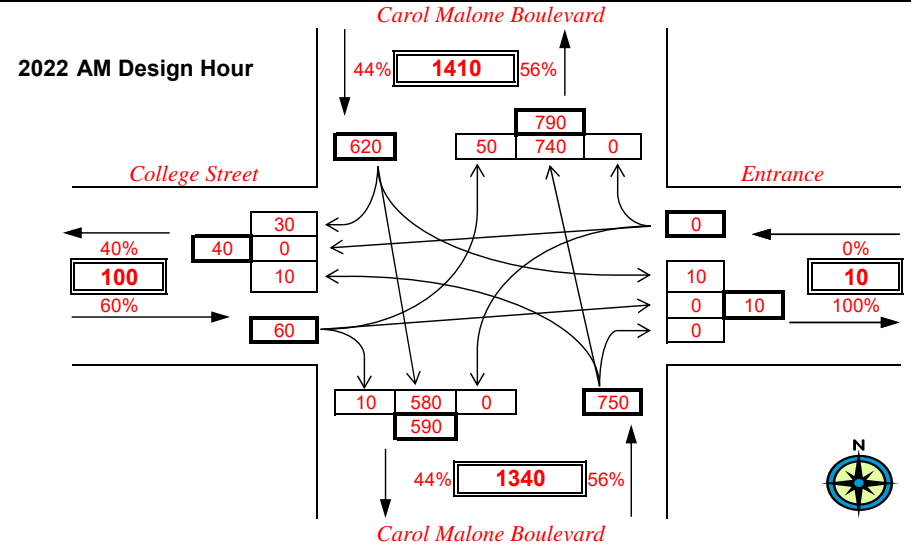 Carol Malone Boulevard
2022 AM Design Hour
44% 1410 56%
790
620 50 740 0
College Street Entrance
30 0
40 0
40% 0%
10 10
100 10
0 10
60% 100%
60 0
10 580 0 750
590
N
44% 1340 56%
Carol Malone Boulevard